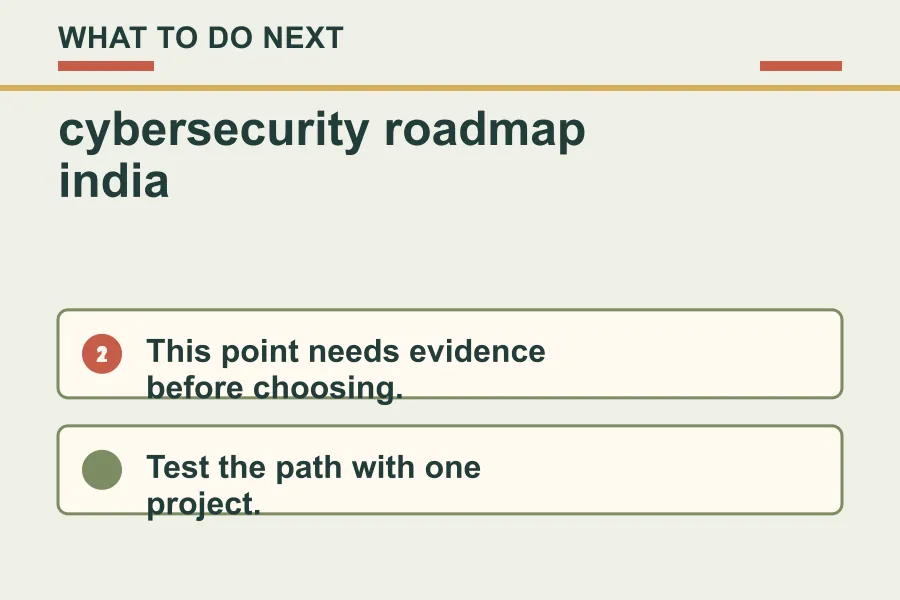 WHAT TO DO NEXT
cybersecurity roadmap
india
2
This point needs evidence
before choosing.
Test the path with one
project.